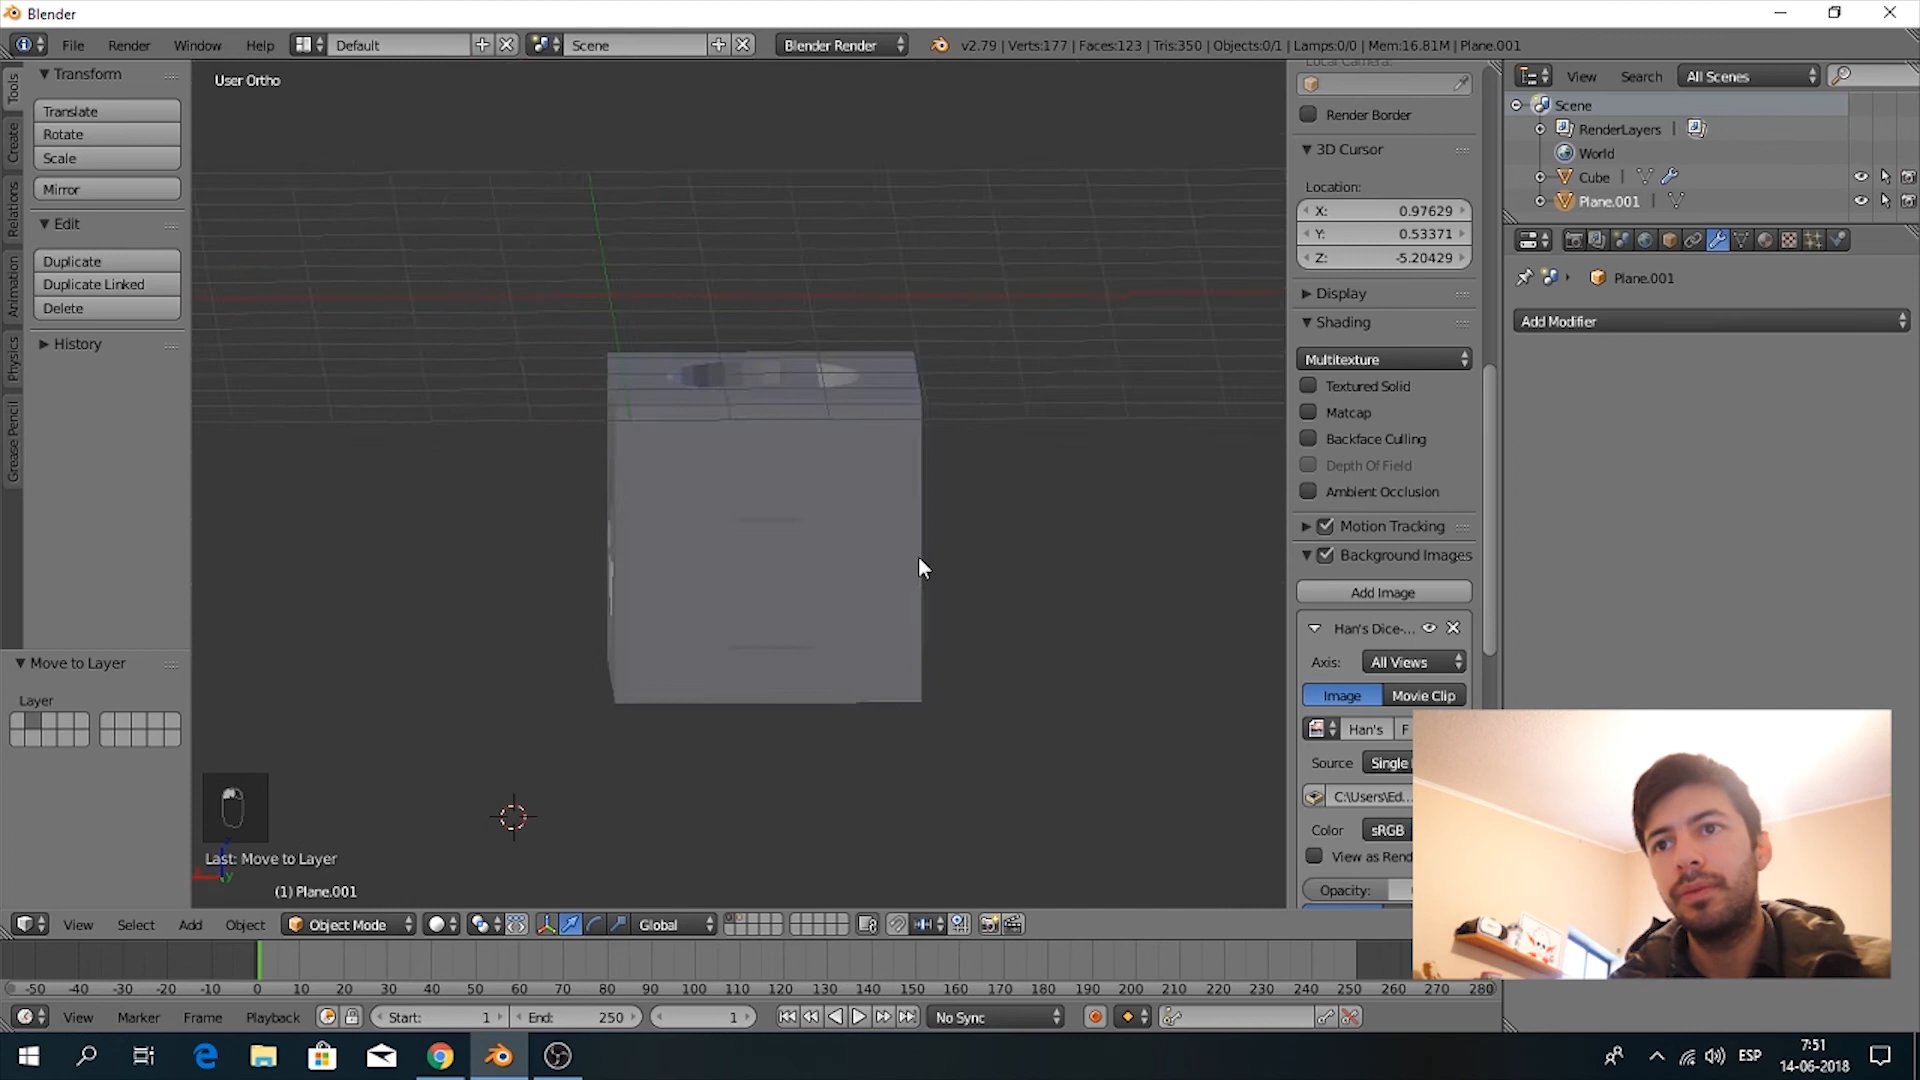 Blender
File Render Window Help Default Scene Blender Render v2.79 | Verts:177 | Faces:123 | Tris:350 | Objects:0/1 | Lamps:0/0 | Mem:16.81M | Plane.001
Tools
Create
Relations
Animation
Physics
Grease Pencil
Transform
Translate
Rotate
Scale
Mirror
Edit
Duplicate
Duplicate Linked
Delete
History
Move to Layer
Layer
User Ortho
Last: Move to Layer
(1) Plane.001
Local Camera:
Render Border
3D Cursor
Location:
X: 0.97629
Y: 0.53371
Z: -5.20429
Display
Shading
Multitexture
Textured Solid
Matcap
Backface Culling
Depth Of Field
Ambient Occlusion
Motion Tracking
Background Images
Add Image
Han's Dice-...
Axis: All Views
Image Movie Clip
Han's F
Source Single
C:\Users\Ed...
Color sRGB
View as Rend
Opacity:
View Search All Scenes
Scene
RenderLayers |
World
Cube |
Plane.001 |
Plane.001
Add Modifier
View Select Add Object Object Mode Global
-50 -40 -30 -20 -10 0 10 20 30 40 50 60 70 80 90 100 110 120 130 140 150 160 170 180 190 200 210 220 230 240 250 260 270 280
View Marker Frame Playback Start: 1 End: 250 1 No Sync
ESP
7:51
14-06-2018